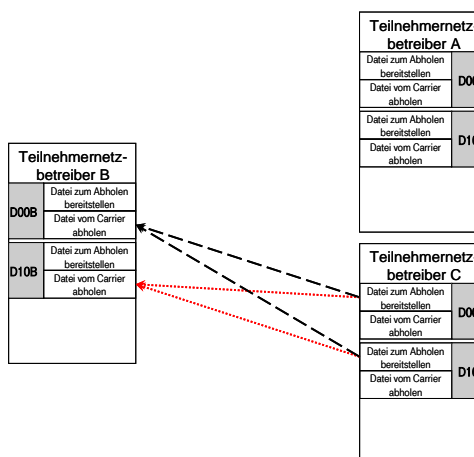 Teilnehmernetz-
betreiber A
Datei zum Abholen
bereitstellen
Datei vom Carrier
abholen
Datei zum Abholen
bereitstellen
Datei vom Carrier
abholen
Teilnehmernetz-
betreiber B
D00B
Datei zum Abholen
bereitstellen
Datei vom Carrier
abholen
D10B
Datei zum Abholen
bereitstellen
Datei vom Carrier
abholen
Teilnehmernetz-
betreiber C
Datei zum Abholen
bereitstellen
Datei vom Carrier
abholen
Datei zum Abholen
bereitstellen
Datei vom Carrier
abholen